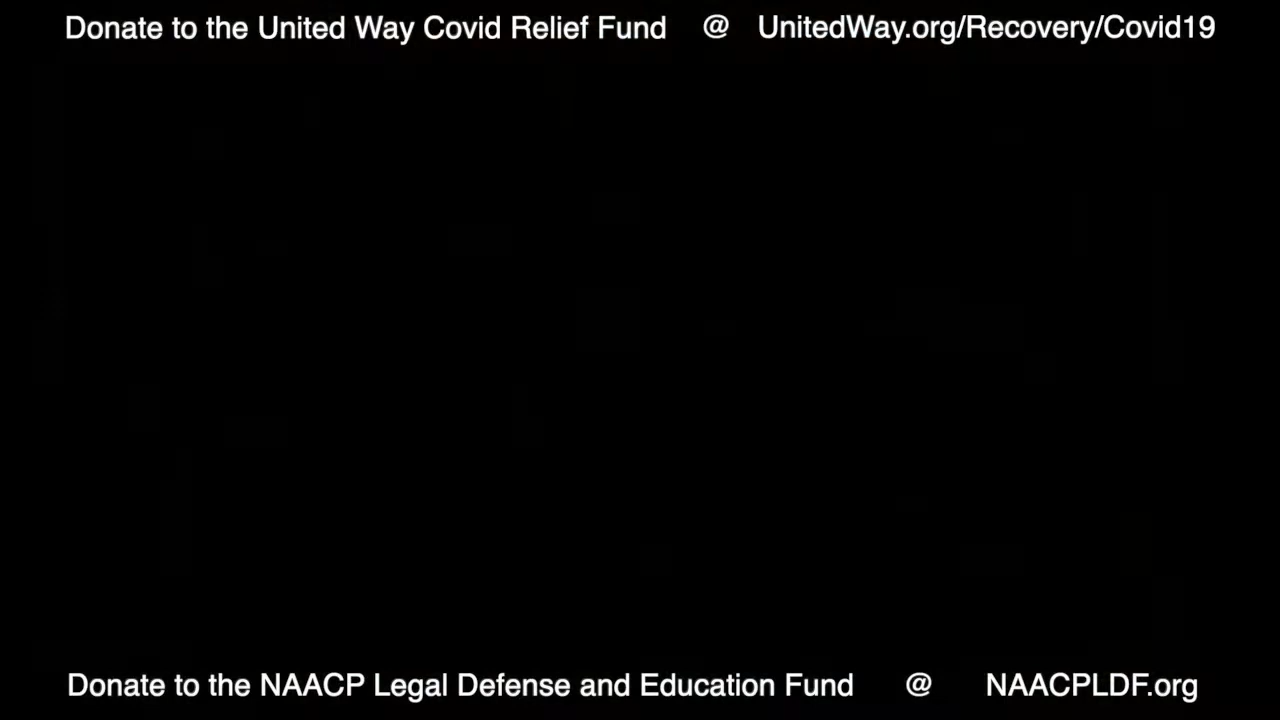 Donate to the United Way Covid Relief Fund @ UnitedWay.org/Recovery/Covid19
Donate to the NAACP Legal Defense and Education Fund @ NAACPLDF.org